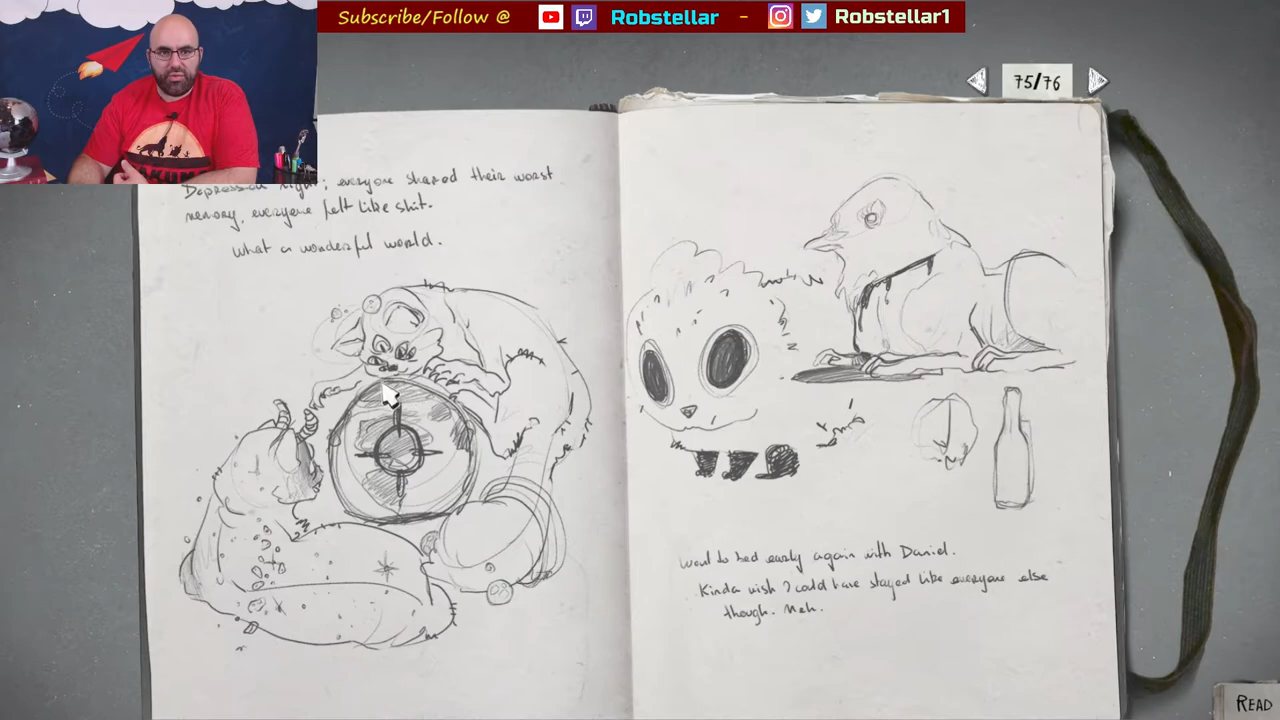 Subscribe/Follow @ Robstellar - Robstellar1
75/76
Depression night; everyone shared their worst
memory, everyone felt like shit.
What a wonderful world.
Went to bed early again with Daniel.
Kinda wish I could have stayed like everyone else
though. Meh.
READ